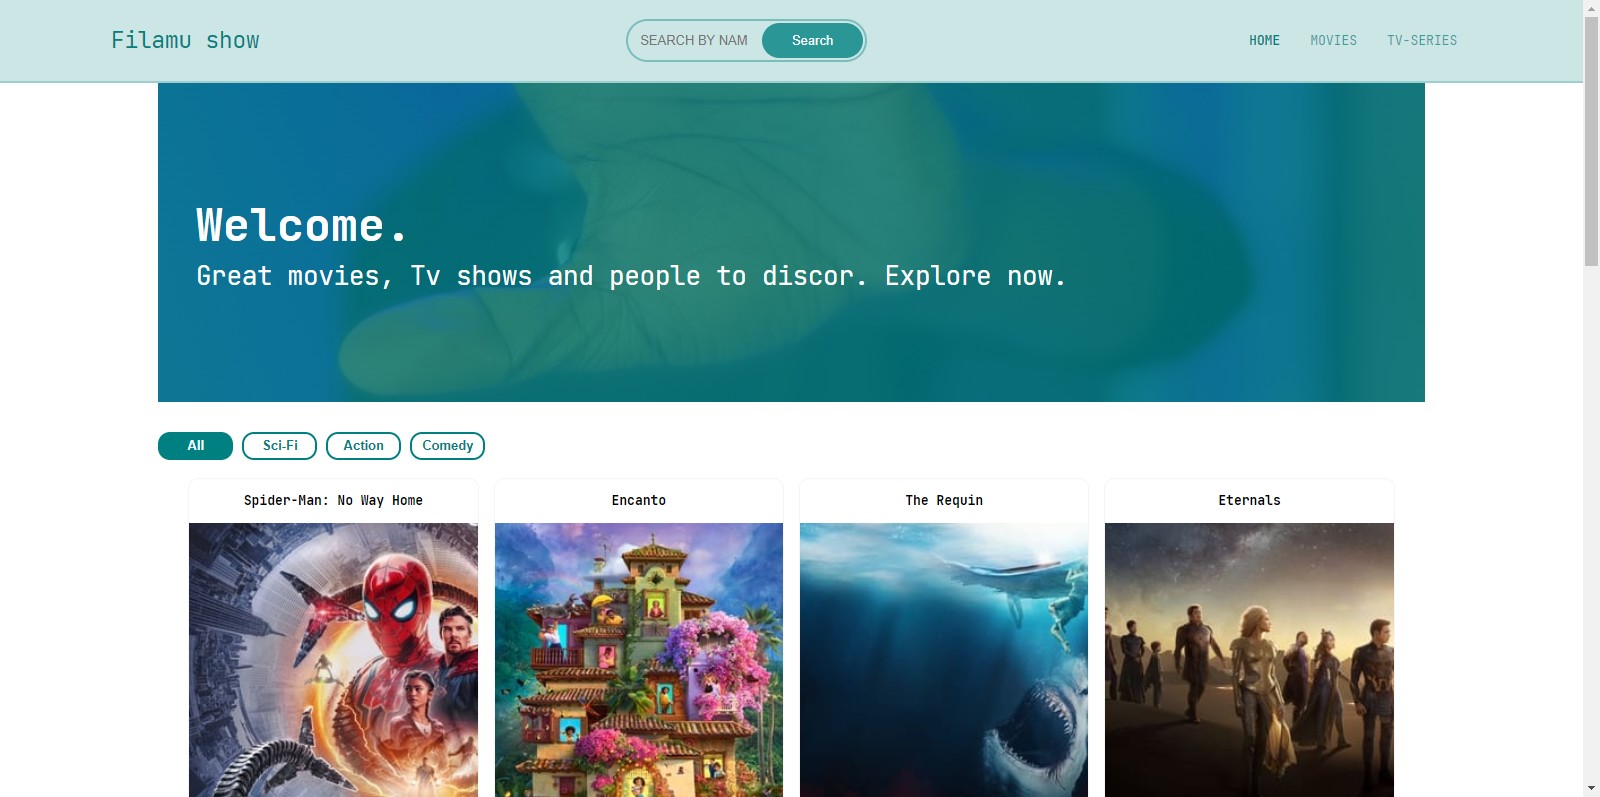 Filamu show
SEARCH BY NAM
Search
HOME
MOVIES
TV-SERIES
Welcome.
Great movies, Tv shows and people to discor. Explore now.
All
Sci-Fi
Action
Comedy
Spider-Man: No Way Home
Encanto
The Requin
Eternals